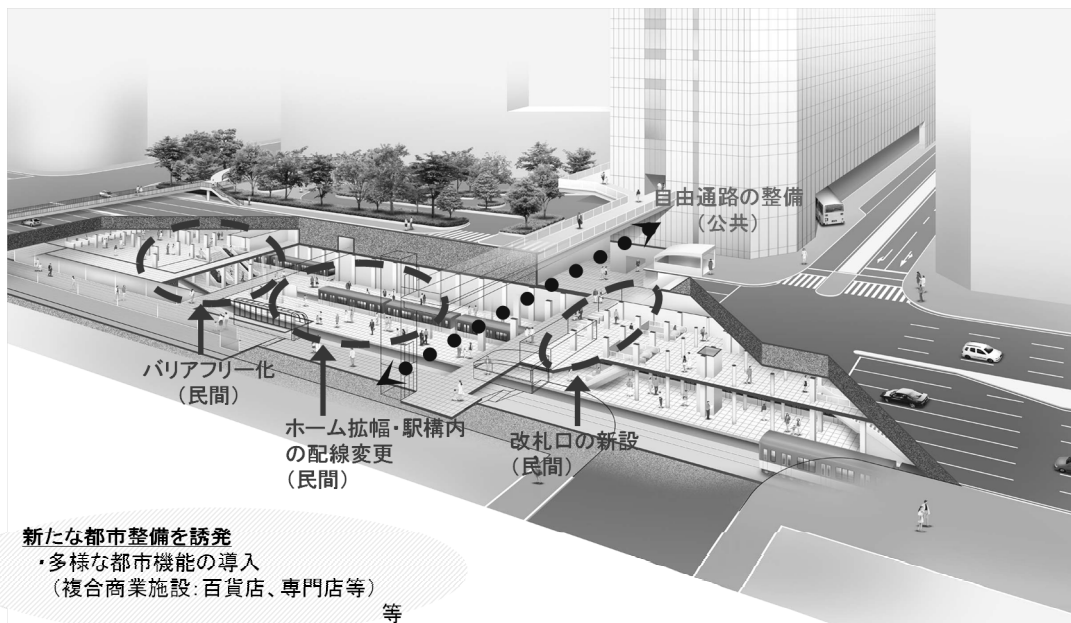 自由通路の整備
（公共）
バリアフリー化
（民間）
ホーム拡幅・駅構内
の配線変更
（民間）
改札口の新設
（民間）
新たな都市整備を誘発
・多様な都市機能の導入
（複合商業施設：百貨店、専門店等）
等